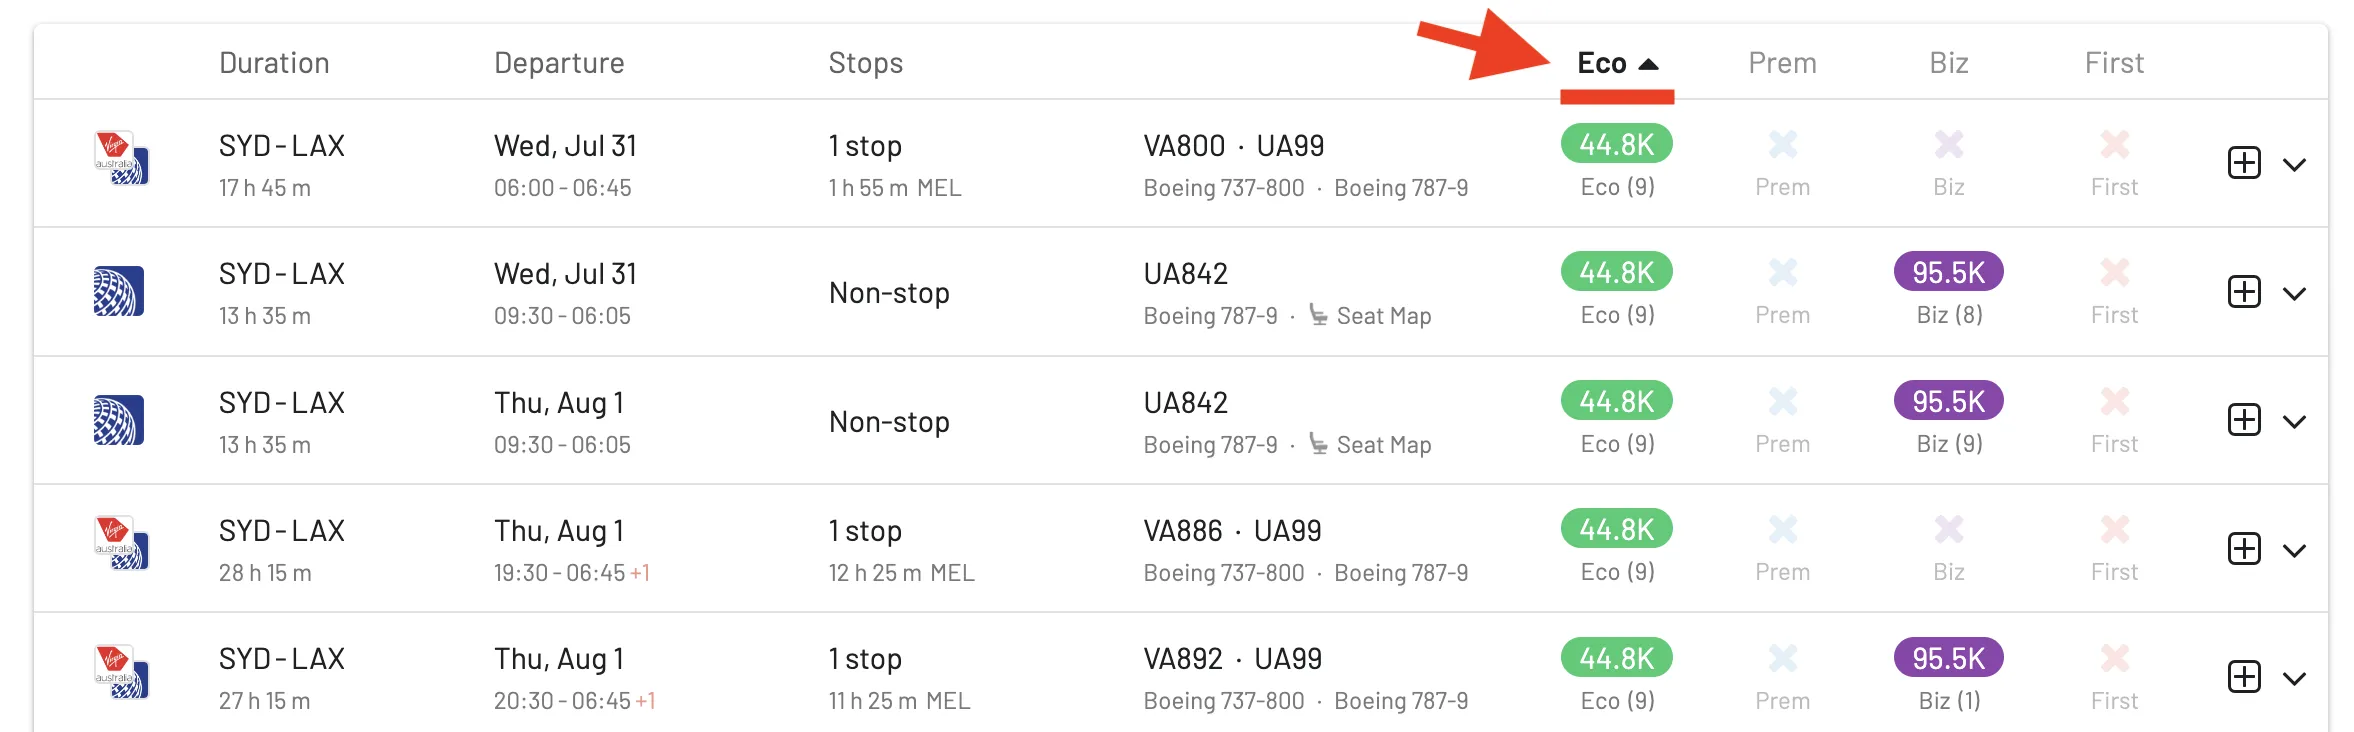 Duration Departure Stops Eco ▲ Prem Biz First
Virgin australia
SYD-LAX Wed, Jul 31 1 stop VA800 · UA99 44.8K
17 h 45 m 06:00 - 06:45 1 h 55 m MEL Boeing 737-800 · Boeing 787-9 Eco (9) Prem Biz First
SYD-LAX Wed, Jul 31 Non-stop UA842 44.8K 95.5K
13 h 35 m 09:30 - 06:05 Boeing 787-9 · Seat Map Eco (9) Prem Biz (8) First
SYD-LAX Thu, Aug 1 Non-stop UA842 44.8K 95.5K
13 h 35 m 09:30 - 06:05 Boeing 787-9 · Seat Map Eco (9) Prem Biz (9) First
Virgin australia
SYD-LAX Thu, Aug 1 1 stop VA886 · UA99 44.8K
28 h 15 m 19:30 - 06:45 +1 12 h 25 m MEL Boeing 737-800 · Boeing 787-9 Eco (9) Prem Biz First
Virgin australia
SYD-LAX Thu, Aug 1 1 stop VA892 · UA99 44.8K 95.5K
27 h 15 m 20:30 - 06:45 +1 11 h 25 m MEL Boeing 737-800 · Boeing 787-9 Eco (9) Prem Biz (1) First